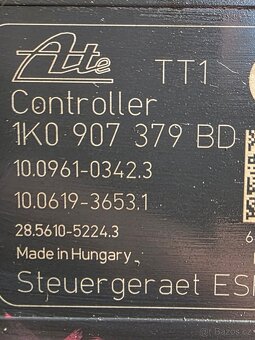 Ate TT1
Controller
1K0 907 379 BD
10.0961-0342.3
10.0619-3653.1
28.5610-5224.3
Made in Hungary
Steuergeraet ES